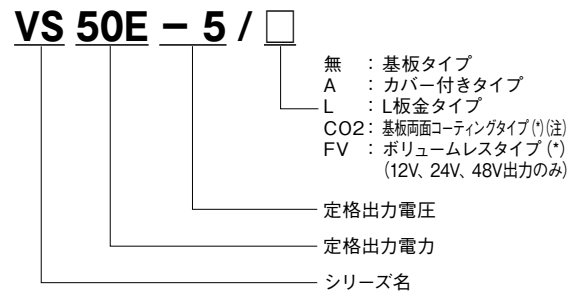 VS 50E － 5 / □
無 ： 基板タイプ
A ： カバー付きタイプ
L ： L板金タイプ
CO2： 基板両面コーティングタイプ(*)(注)
FV ： ボリュームレスタイプ(*)
(12V、24V、48V出力のみ)
定格出力電圧
定格出力電力
シリーズ名